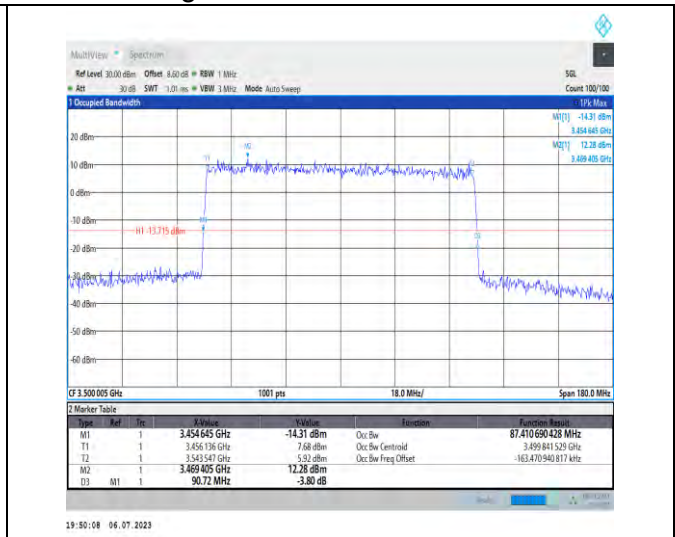 MultiView Spectrum
Ref Level 30.00 dBm Offset 8.60 dB RBW 1 MHz SGL
Att 30 dB SWT 1.01 ms VBW 3 MHz Mode Auto Sweep Count 100/100
1 Occupied Bandwidth 1Pk Max
M1[1] -14.31 dBm
3.454 645 GHz
M2[1] 12.28 dBm
3.469 405 GHz
20 dBm
M2
10 dBm
T1
0 dBm
-10 dBm
H1 -13.715 dBm
-20 dBm
-30 dBm
-40 dBm
-50 dBm
-60 dBm
CF 3.500 005 GHz 1001 pts 18.0 MHz/ Span 180.0 MHz
2 Marker Table
Type Ref Trc X-Value Y-Value Function Function Result
M1 1 3.454 645 GHz -14.31 dBm Occ Bw 87.410 690 428 MHz
T1 1 3.456 136 GHz 7.68 dBm Occ Bw Centroid 3.499 841 529 GHz
T2 1 3.543 547 GHz 5.92 dBm Occ Bw Freq Offset -163.470 940 817 kHz
M2 1 3.469 405 GHz 12.28 dBm
D3 M1 1 90.72 MHz -3.80 dB
19:50:08 06.07.2023